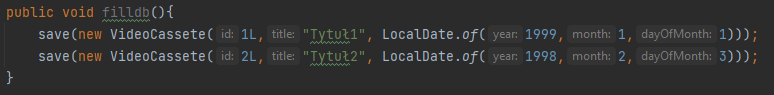 public void filldb(){
save(new VideoCassete( id: 1L, title: "Tytuł1", LocalDate.of( year: 1999, month: 1, dayOfMonth: 1)));
save(new VideoCassete( id: 2L, title: "Tytuł2", LocalDate.of( year: 1998, month: 2, dayOfMonth: 3)));
}